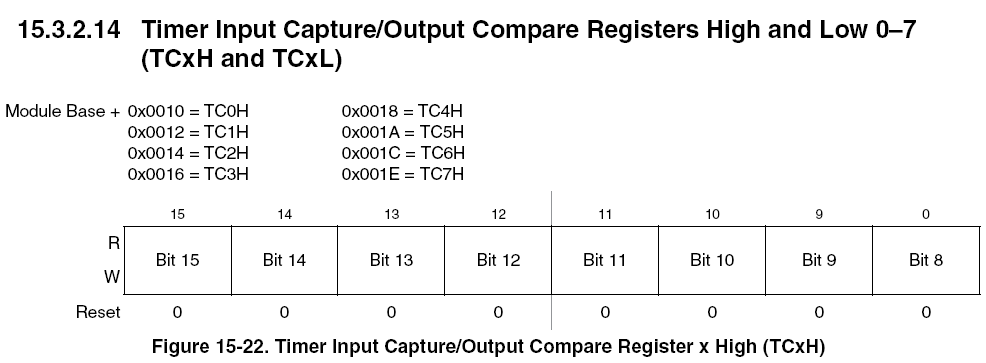 15.3.2.14 Timer Input Capture/Output Compare Registers High and Low 0–7
(TCxH and TCxL)
Module Base + 0x0010 = TC0H 0x0018 = TC4H
0x0012 = TC1H 0x001A = TC5H
0x0014 = TC2H 0x001C = TC6H
0x0016 = TC3H 0x001E = TC7H
15 14 13 12 11 10 9 0
R
Bit 15 Bit 14 Bit 13 Bit 12 Bit 11 Bit 10 Bit 9 Bit 8
W
Reset 0 0 0 0 0 0 0 0
Figure 15-22. Timer Input Capture/Output Compare Register x High (TCxH)